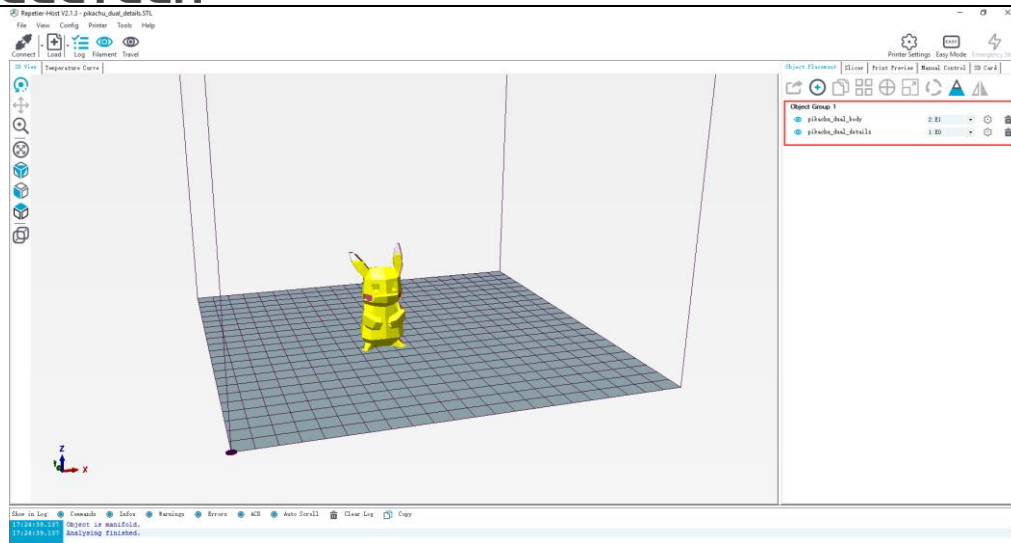 Repetier-Host V2.1.3 - pikachu_dual_details.STL
File View Config Printer Tools Help
Connect Load Log Filament Travel
Printer Settings Easy Mode
EASY
3D View Temperature Curve
Object Placement Slicer Print Preview Manual Control SD Card
Object Group 1
pikachu_dual_body 2:E1
pikachu_dual_details 1:E0
Z
X
Show in Log: Commands Infos Warnings Errors ACK Auto Scroll Clear Log Copy
17:24:39.137 Object is manifold.
17:24:39.137 Analysing finished.